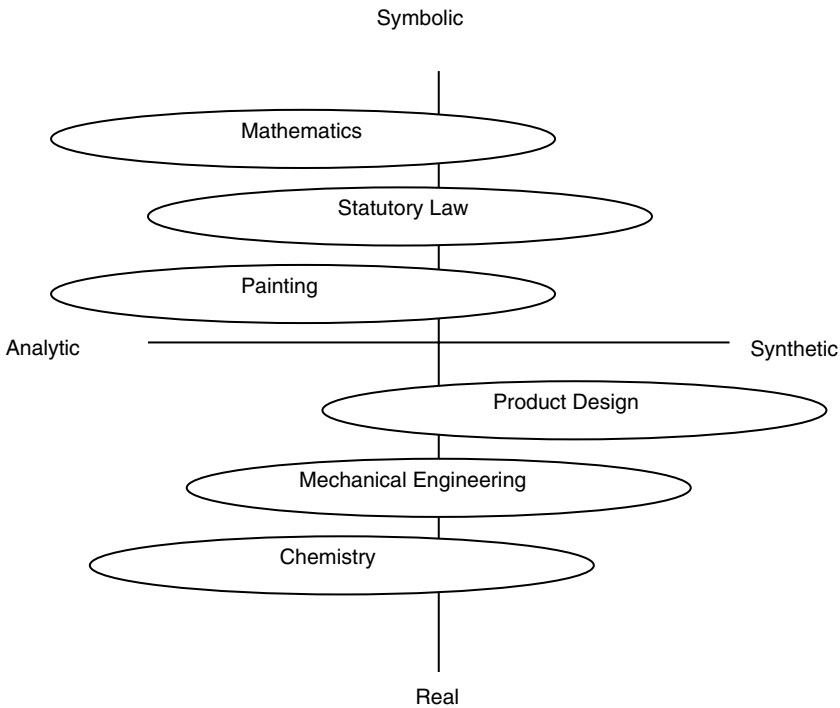 Symbolic
Mathematics
Statutory Law
Painting
Analytic
Synthetic
Product Design
Mechanical Engineering
Chemistry
Real